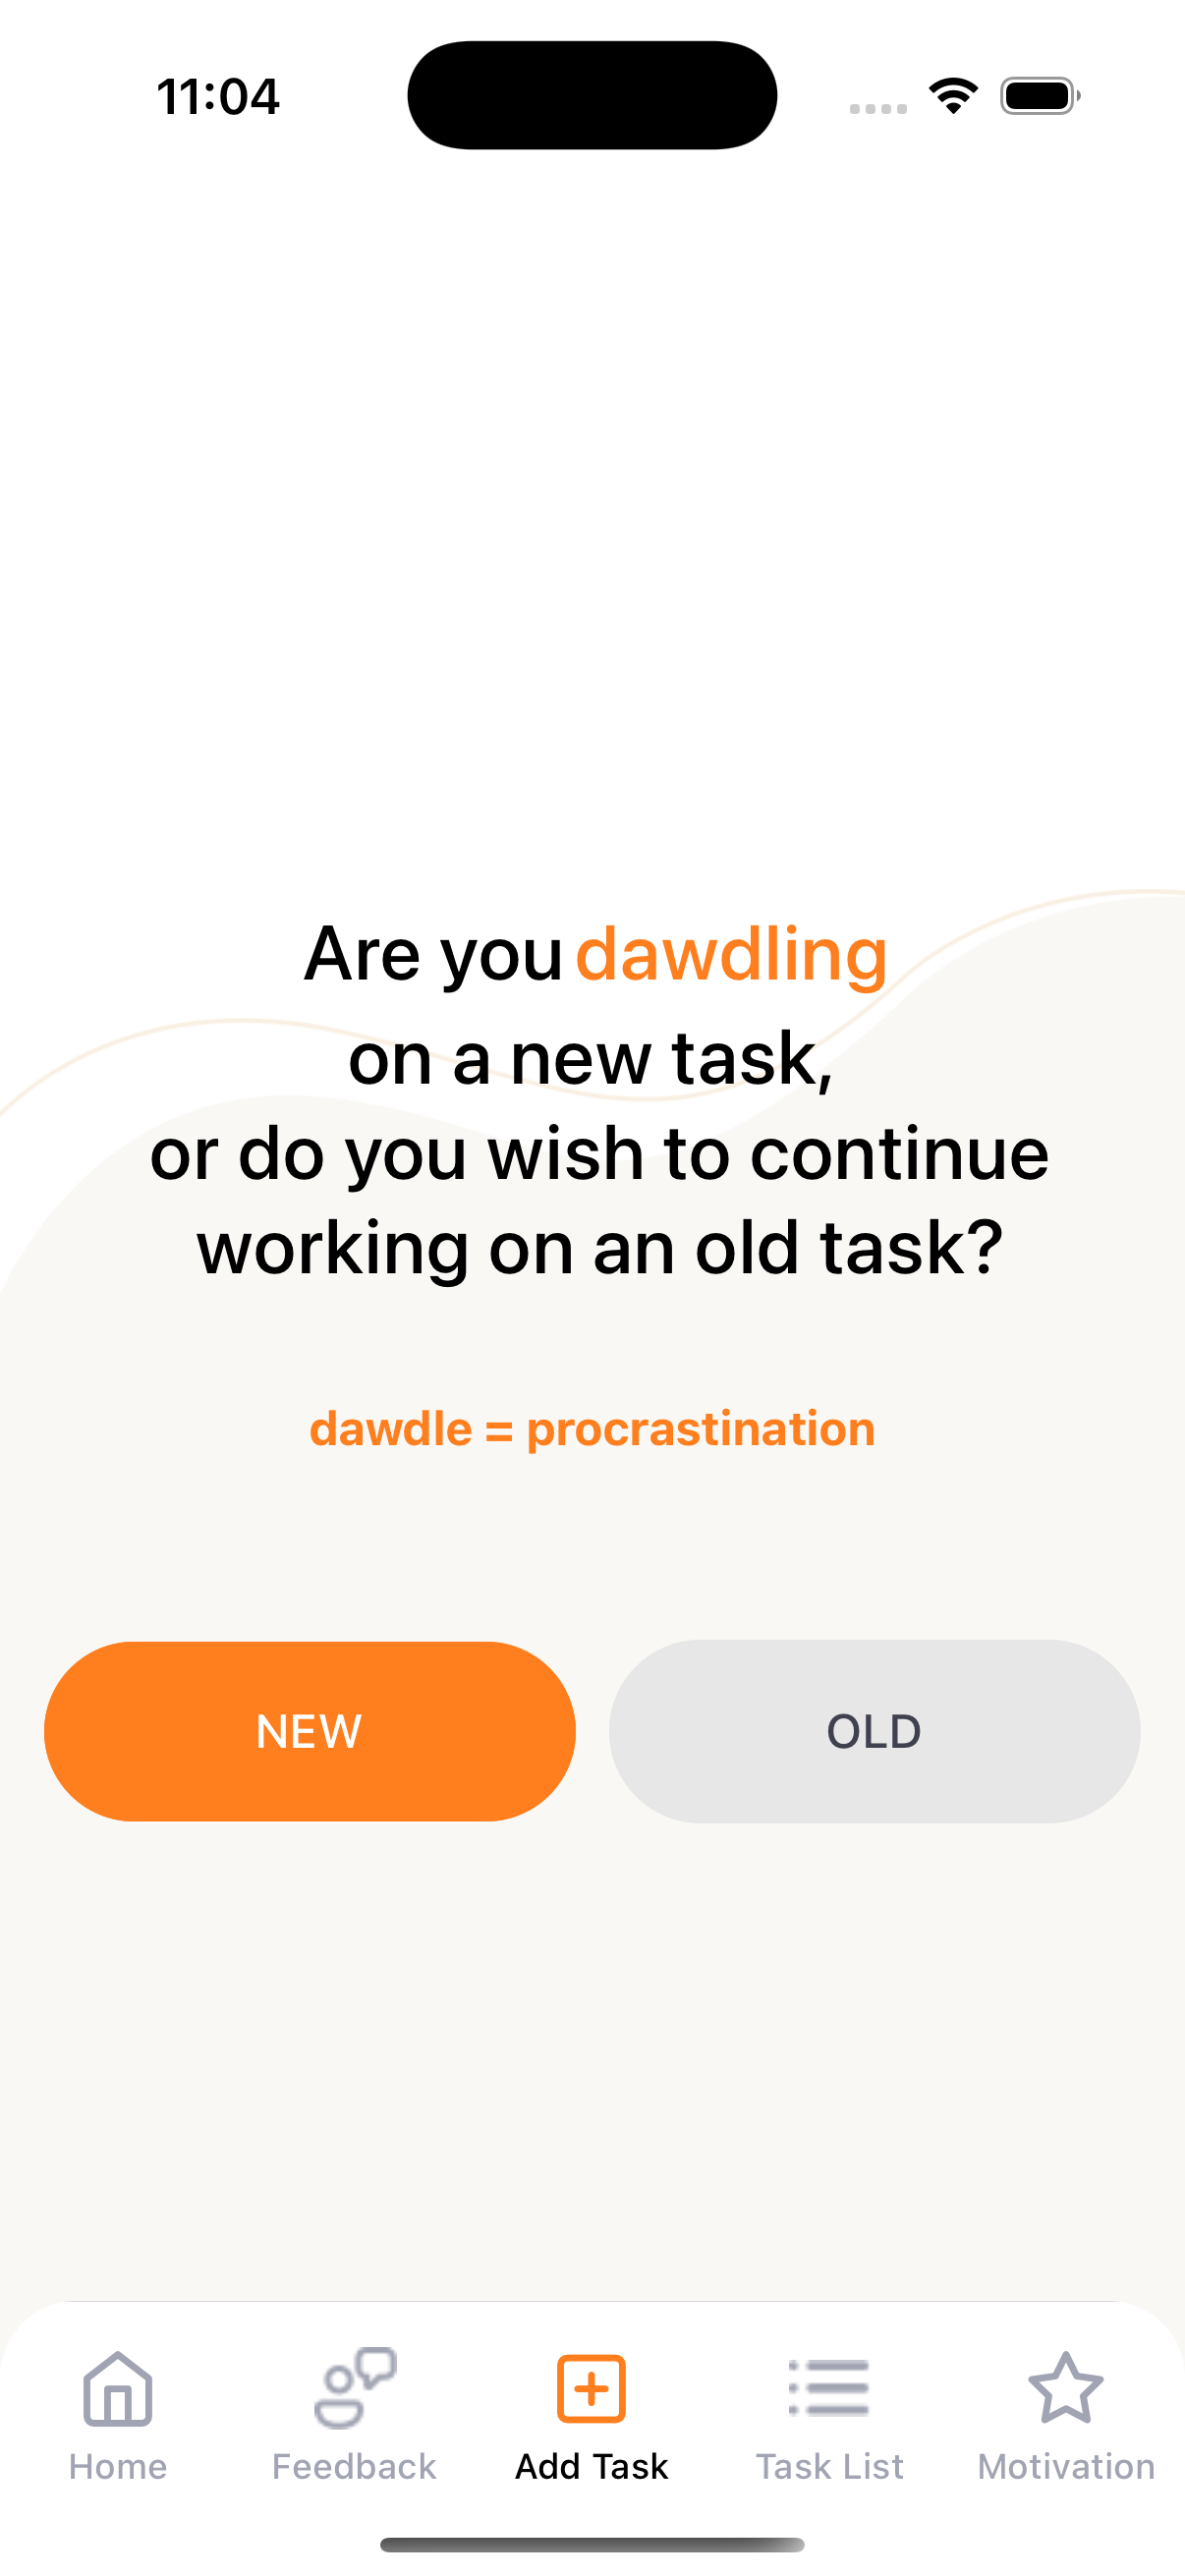 11:04
Are you dawdling
on a new task,
or do you wish to continue
working on an old task?
dawdle = procrastination
NEW OLD
Home Feedback Add Task Task List Motivation